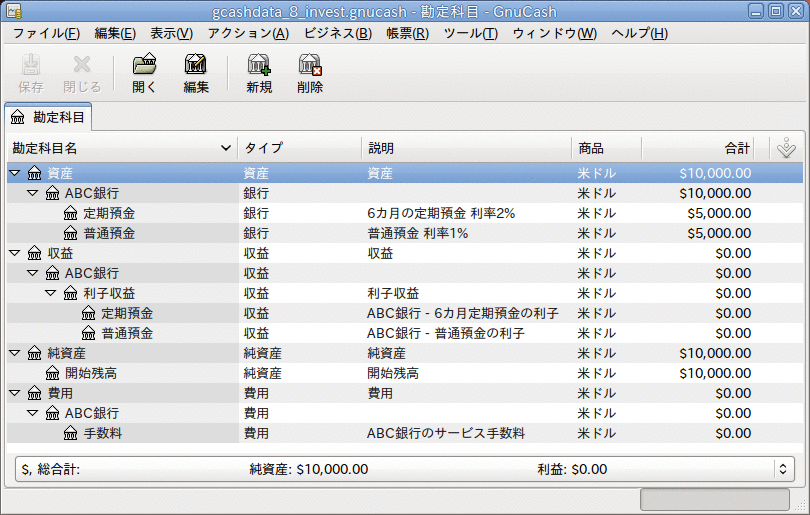 gcashdata_8_invest.gnucash - 勘定科目 - GnuCash
ファイル(F) 編集(E) 表示(V) アクション(A) ビジネス(B) 帳票(R) ツール(T) ウィンドウ(W) ヘルプ(H)
保存 閉じる 開く 編集 新規 削除
勘定科目
勘定科目名 タイプ 説明 商品 合計
資産 資産 資産 米ドル $10,000.00
ABC銀行 銀行 米ドル $10,000.00
定期預金 銀行 6カ月の定期預金 利率2% 米ドル $5,000.00
普通預金 銀行 普通預金 利率1% 米ドル $5,000.00
収益 収益 収益 米ドル $0.00
ABC銀行 収益 米ドル $0.00
利子収益 収益 利子収益 米ドル $0.00
定期預金 収益 ABC銀行 - 6カ月定期預金の利子 米ドル $0.00
普通預金 収益 ABC銀行 - 普通預金の利子 米ドル $0.00
純資産 純資産 純資産 米ドル $10,000.00
開始残高 純資産 開始残高 米ドル $10,000.00
費用 費用 費用 米ドル $0.00
ABC銀行 費用 米ドル $0.00
手数料 費用 ABC銀行のサービス手数料 米ドル $0.00
$, 総合計: 純資産: $10,000.00 利益: $0.00